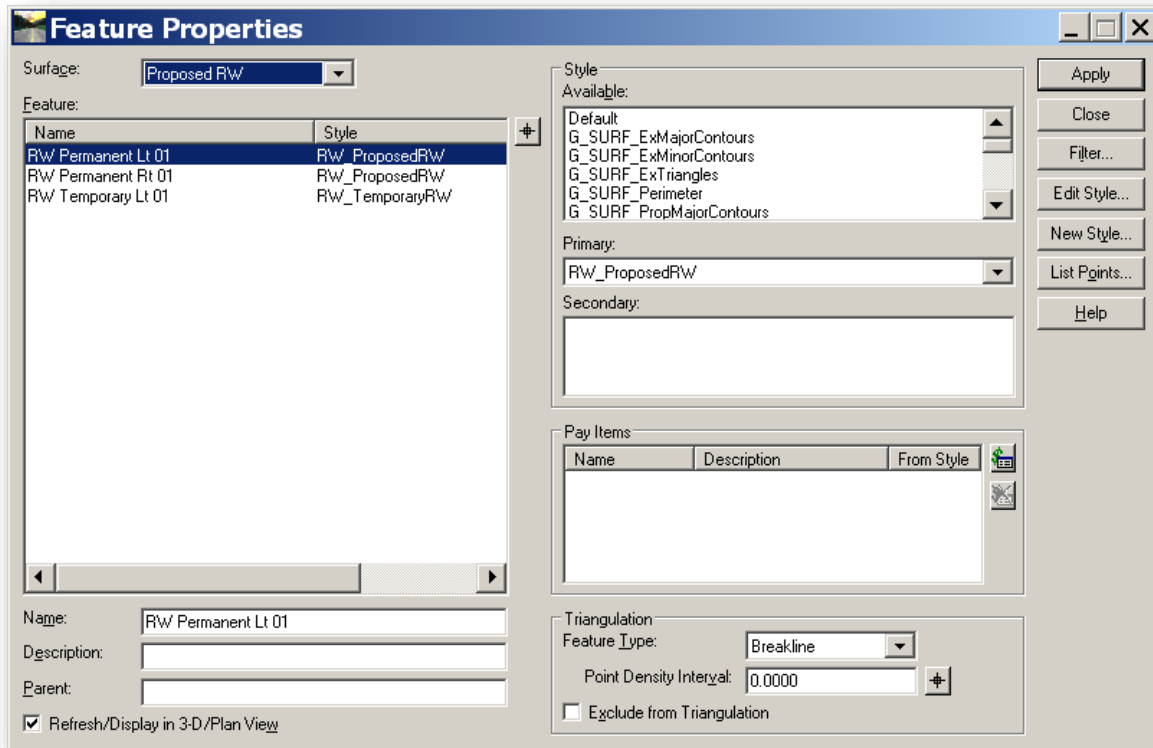 Feature Properties
Surface:
Proposed RW
Feature:
Name Style
RW Permanent Lt 01 RW_ProposedRW
RW Permanent Rt 01 RW_ProposedRW
RW Temporary Lt 01 RW_TemporaryRW
Name:
RW Permanent Lt 01
Description:
Parent:
Refresh/Display in 3-D/Plan View
Style
Available:
Default
G_SURF_ExMajorContours
G_SURF_ExMinorContours
G_SURF_ExTriangles
G_SURF_Perimeter
G_SURF_PropMajorContours
Primary:
RW_ProposedRW
Secondary:
Pay Items
Name Description From Style
Triangulation
Feature Type:
Breakline
Point Density Interval:
0.0000
Exclude from Triangulation
Apply
Close
Filter...
Edit Style...
New Style...
List Points...
Help